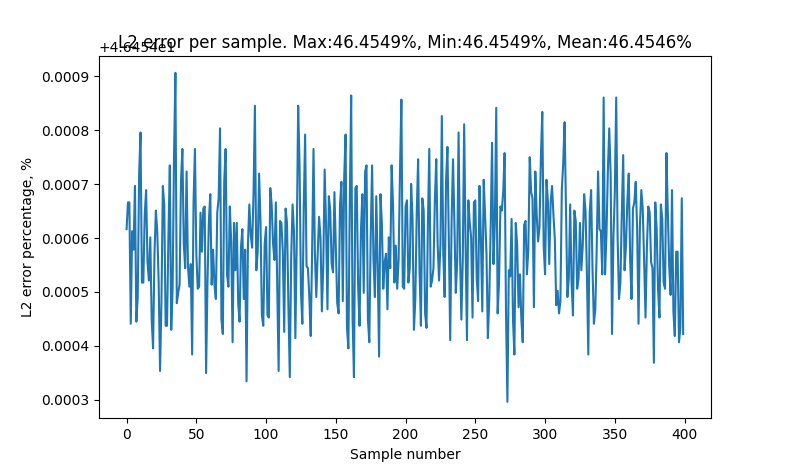 L2 error per sample. Max:46.4549%, Min:46.4549%, Mean:46.4546%
+4.6454e1
0.0009
0.0008
0.0007
0.0006
0.0005
0.0004
0.0003
L2 error percentage, %
0 50 100 150 200 250 300 350 400
Sample number